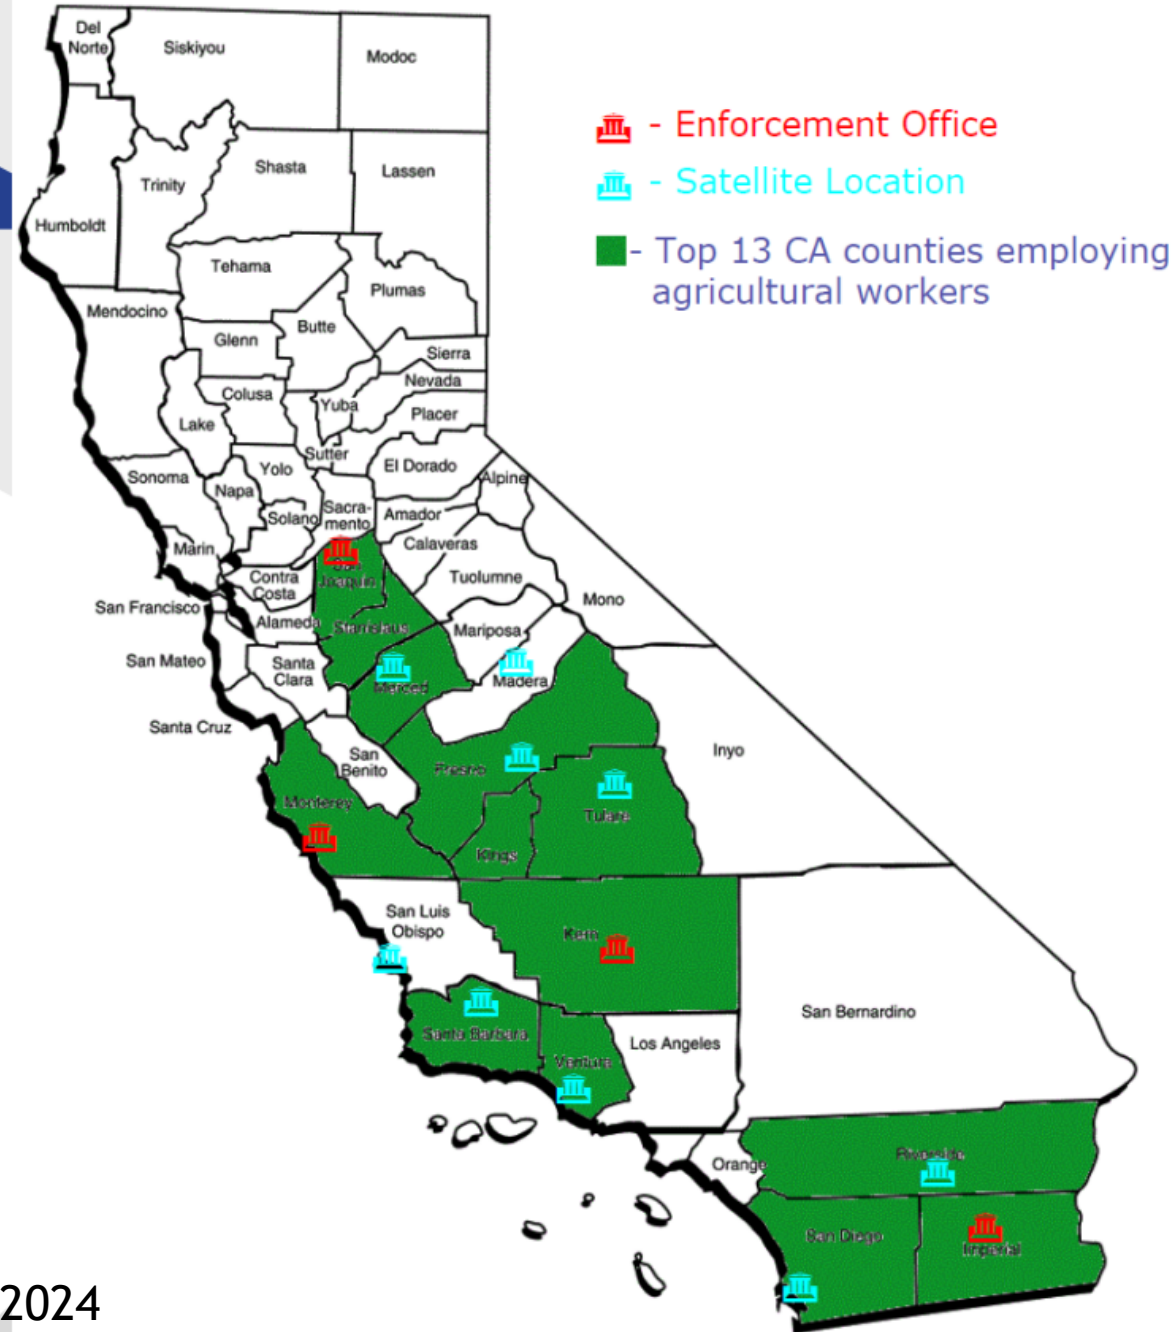 Del
Norte
Siskiyou
Modoc
- Enforcement Office
- Satellite Location
- Top 13 CA counties employing
agricultural workers
Shasta
Lassen
Trinity
Humboldt
Tehama
Plumas
Mendocino
Butte
Glenn
Sierra
Nevada
Colusa
Yuba
Placer
Lake
Sutter
El Dorado
Yolo
Sonoma
Alpine
Napa
Sacra-
mento
Solano
Amador
Calaveras
Marin
San
Joaquin
Contra
Costa
Tuolumne
Mono
San Francisco
Alameda
Stanislaus
Mariposa
San Mateo
Santa
Clara
Merced
Madera
Santa Cruz
Inyo
San
Benito
Fresno
Monterey
Tulare
Kings
San Luis
Obispo
Kern
San Bernardino
Santa Barbara
Los Angeles
Ventura
Riverside
Orange
San Diego
Imperial
2024